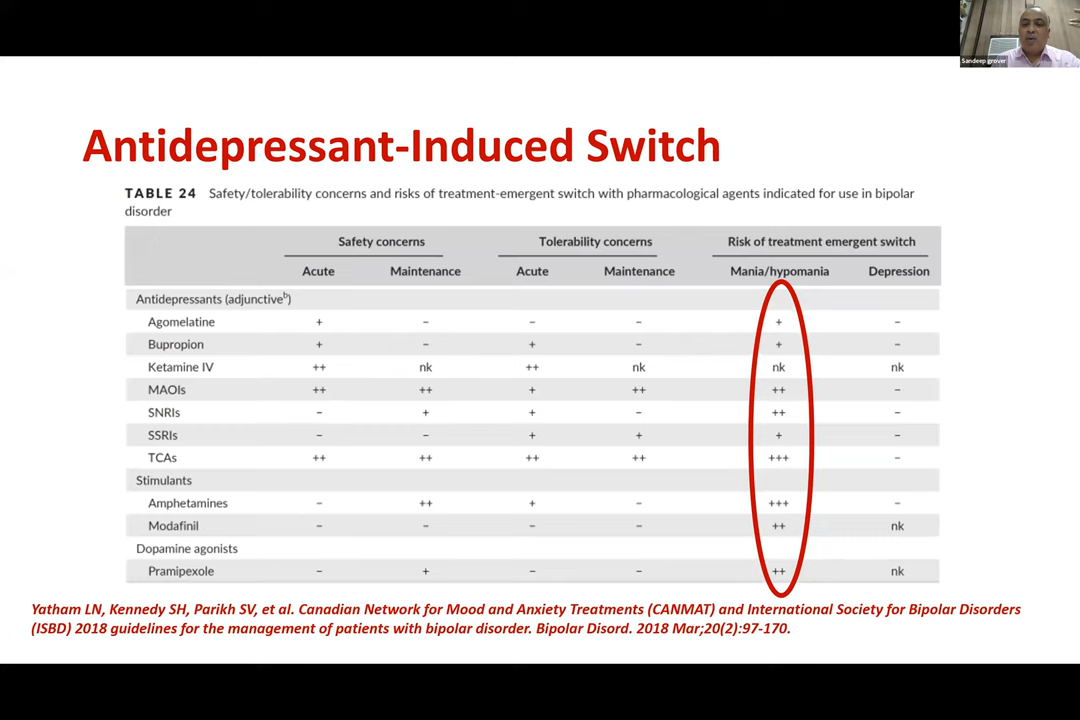 Sandeep grover
Antidepressant-Induced Switch
TABLE 24 Safety/tolerability concerns and risks of treatment-emergent switch with pharmacological agents indicated for use in bipolar
disorder
Safety concerns Tolerability concerns Risk of treatment emergent switch
Acute Maintenance Acute Maintenance Mania/hypomania Depression
Antidepressants (adjunctiveᵇ)
Agomelatine + – – – + –
Bupropion + – + – + –
Ketamine IV ++ nk ++ nk nk nk
MAOIs ++ ++ + ++ ++ –
SNRIs – + + – ++ –
SSRIs – – + + + –
TCAs ++ ++ ++ ++ +++ –
Stimulants
Amphetamines – ++ + – +++ –
Modafinil – – – – ++ nk
Dopamine agonists
Pramipexole – + – – ++ nk
Yatham LN, Kennedy SH, Parikh SV, et al. Canadian Network for Mood and Anxiety Treatments (CANMAT) and International Society for Bipolar Disorders
(ISBD) 2018 guidelines for the management of patients with bipolar disorder. Bipolar Disord. 2018 Mar;20(2):97-170.